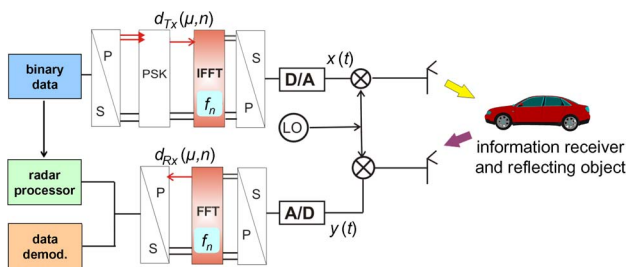 d_Tx(μ,n)
binary
data
P
S
PSK
IFFT
f_n
S
P
D/A
x(t)
LO
information receiver
and reflecting object
radar
processor
data
demod.
d_Rx(μ,n)
P
S
FFT
f_n
S
P
A/D
y(t)